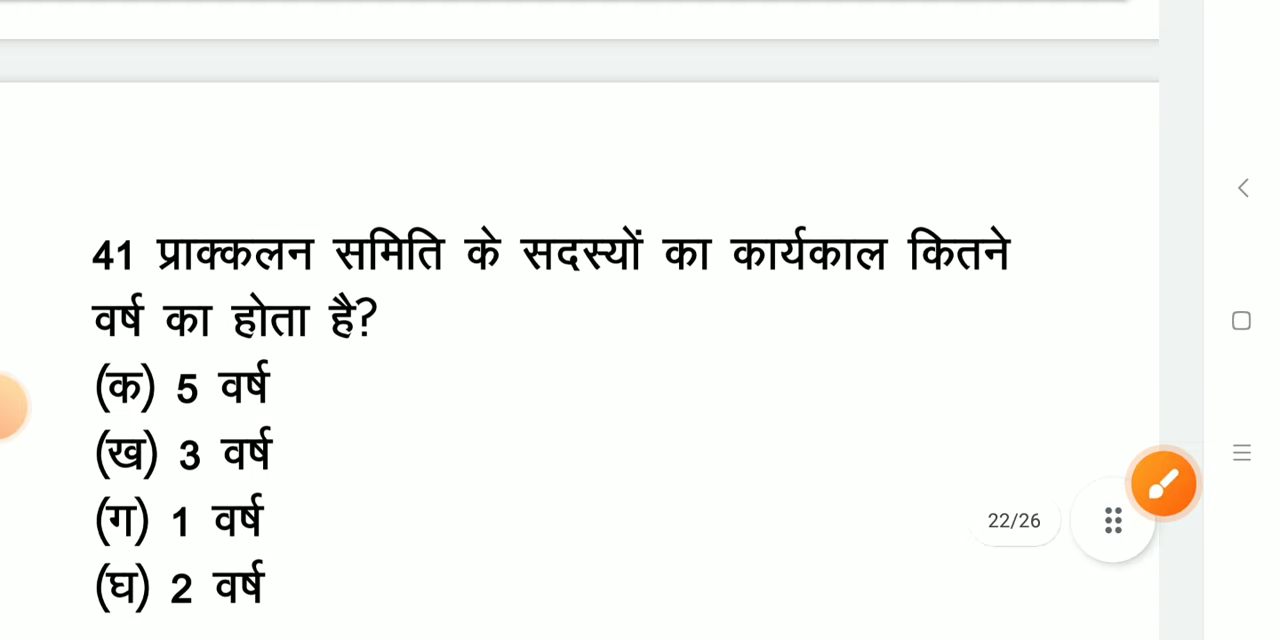 41 प्राक्कलन समिति के सदस्यों का कार्यकाल कितने
वर्ष का होता है?
(क) 5 वर्ष
(ख) 3 वर्ष
(ग) 1 वर्ष
(घ) 2 वर्ष
22/26